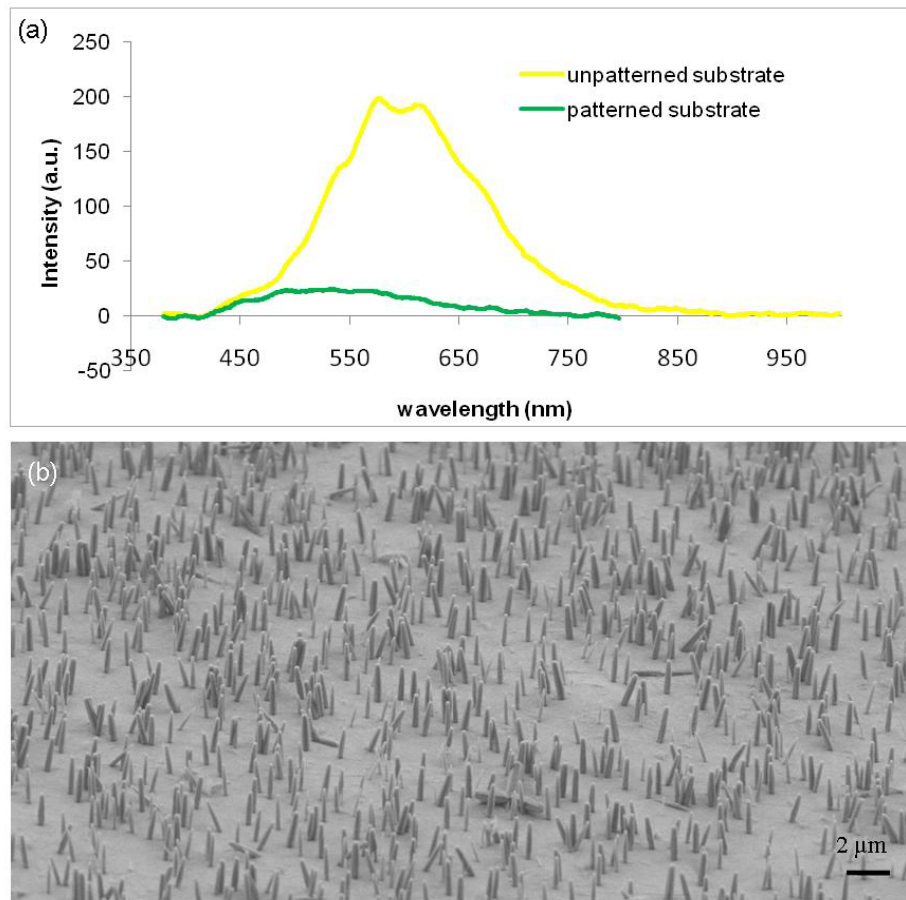 (a)
250
200
150
100
50
0
-50
Intensity (a.u.)
unpatterned substrate
patterned substrate
350 450 550 650 750 850 950
wavelength (nm)
(b)
2 µm